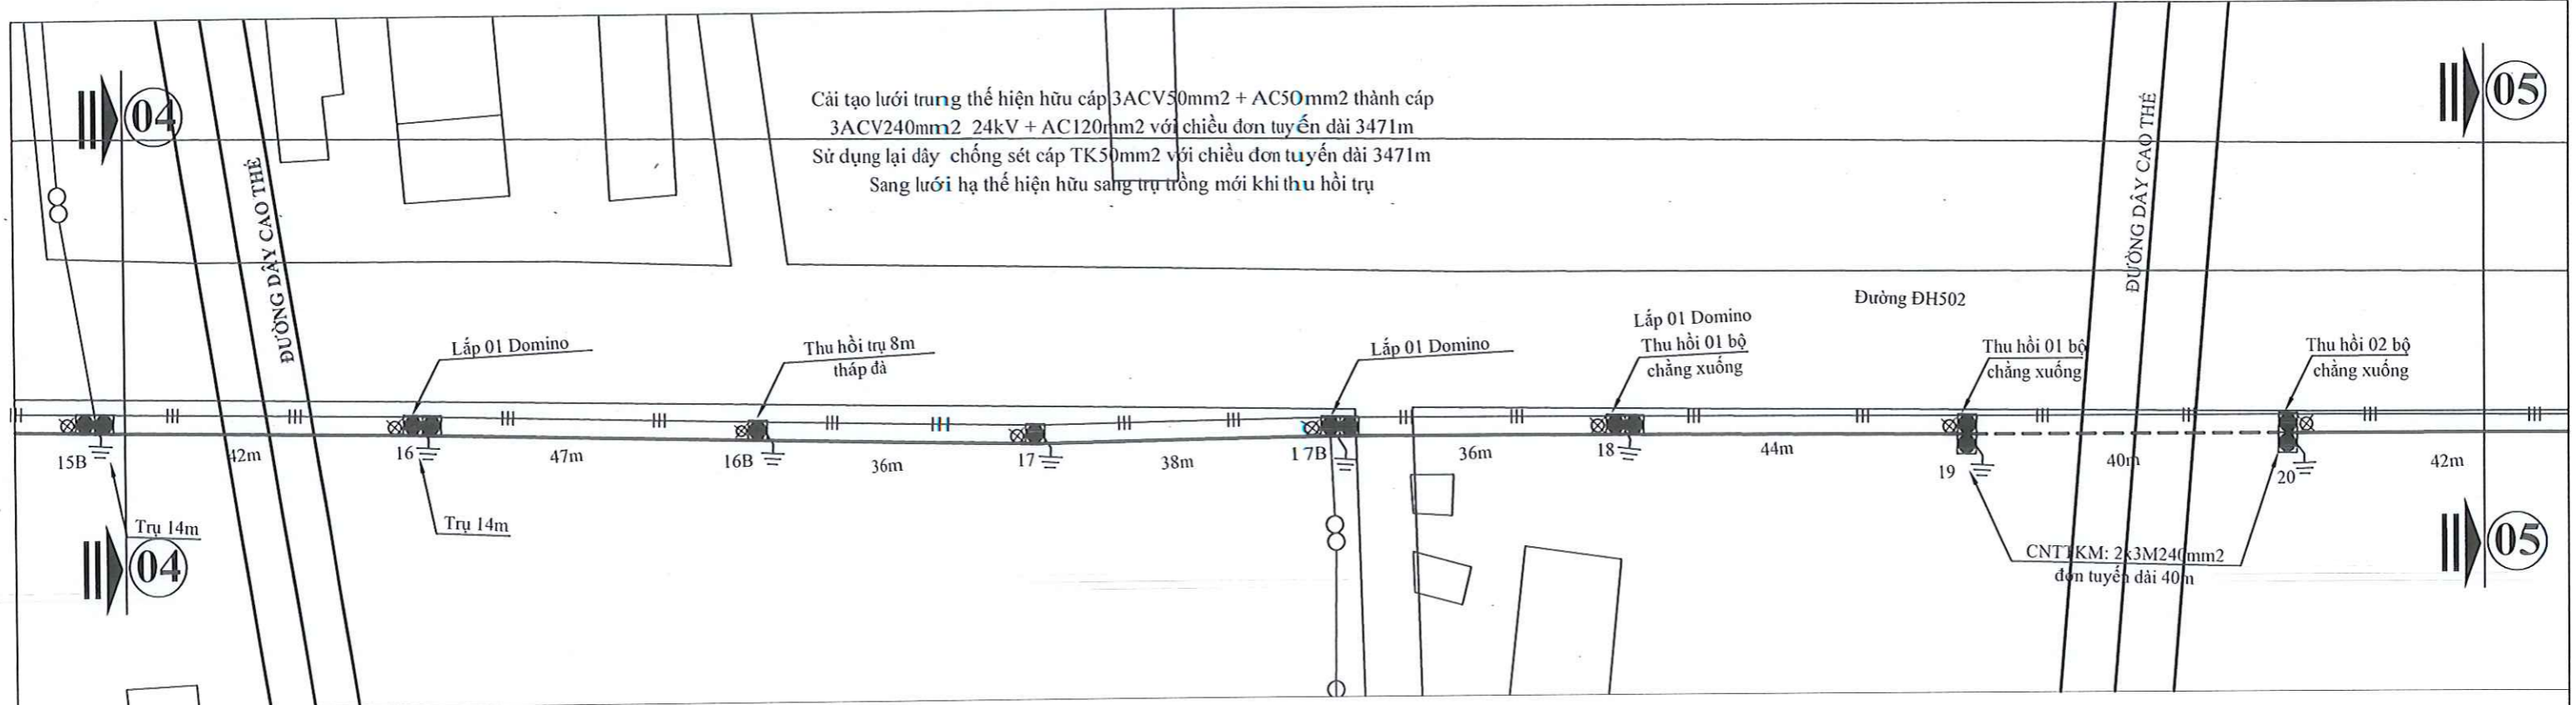 04
05
Cải tạo lưới trung thế hiện hữu cáp 3ACV50mm2 + AC50mm2 thành cáp
3ACV240mm2 24kV + AC120mm2 với chiều đơn tuyến dài 3471m
Sử dụng lại dây chống sét cáp TK50mm2 với chiều đơn tuyến dài 3471m
Sang lưới hạ thế hiện hữu sang trụ trồng mới khi thu hồi trụ
ĐƯỜNG DÂY CAO THẾ
ĐƯỜNG DÂY CAO THẾ
Đường ĐH502
Lắp 01 Domino
Thu hồi trụ 8m
tháp đà
Lắp 01 Domino
Lắp 01 Domino
Thu hồi 01 bộ
chằng xuống
Thu hồi 01 bộ
chằng xuống
Thu hồi 02 bộ
chằng xuống
15B
42m
16
47m
16B
36m
17
38m
17B
36m
18
44m
19
40m
20
42m
Trụ 14m
Trụ 14m
CNTTKM: 2x3M240mm2
đơn tuyến dài 40m
04
05